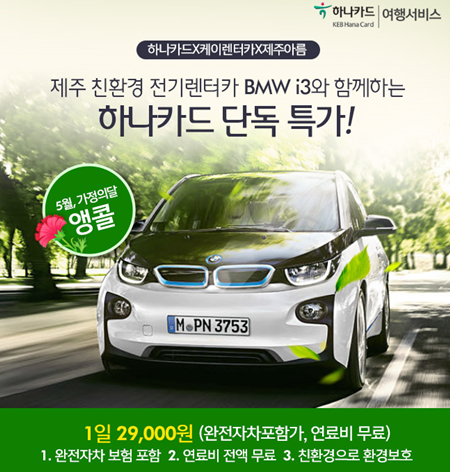 하나카드 여행서비스
KEB Hana Card
하나카드X케이렌터카X제주아름
제주 친환경 전기렌터카 BMW i3와 함께하는
하나카드 단독 특가!
5월, 가정의달
앵콜
M PN 3753
1일 29,000원 (완전자차포함가, 연료비 무료)
1. 완전자차 보험 포함 2. 연료비 전액 무료 3. 친환경으로 환경보호